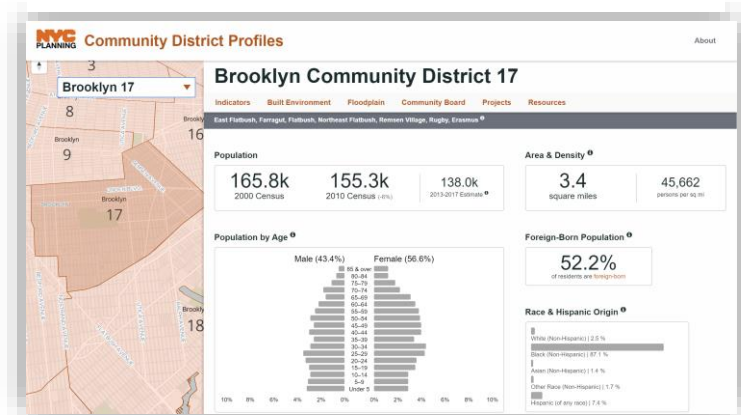 NYC
PLANNING
Community District Profiles
About
3
Brooklyn 17
8
Brooklyn
16
Brooklyn
9
Brooklyn
17
Brookly
18
Brooklyn Community District 17
Indicators Built Environment Floodplain Community Board Projects Resources
East Flatbush, Farragut, Flatbush, Northeast Flatbush, Remsen Village, Rugby, Erasmus
Population
165.8k 155.3k 138.0k
2000 Census 2010 Census (-6%) 2013-2017 Estimate
Area & Density
3.4 45,662
square miles persons per sq mi
Population by Age
Male (43.4%) Female (56.6%)
85 & over
80–84
75–79
70–74
65–69
60–64
55–59
50–54
45–49
40–44
35–39
30–34
25–29
20–24
15–19
10–14
5–9
Under 5
10% 8% 6% 4% 2% 0% 0% 2% 4% 6% 8% 10%
Foreign-Born Population
52.2%
of residents are foreign-born
Race & Hispanic Origin
White (Non-Hispanic) | 2.5 %
Black (Non-Hispanic) | 87.1 %
Asian (Non-Hispanic) | 1.4 %
Other Race (Non-Hispanic) | 1.7 %
Hispanic (of any race) | 7.4 %